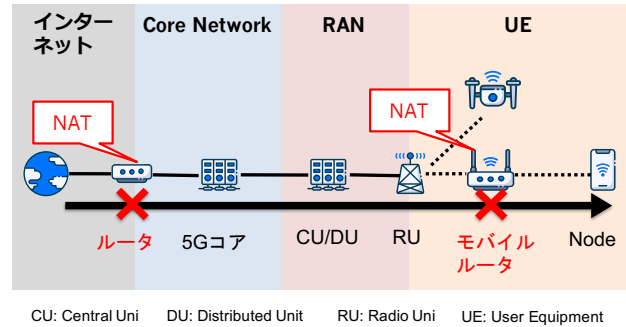 インター
ネット
Core Network
RAN
UE
NAT
NAT
ルータ
5Gコア
CU/DU
RU
モバイル
ルータ
Node
CU: Central Uni
DU: Distributed Unit
RU: Radio Uni
UE: User Equipment